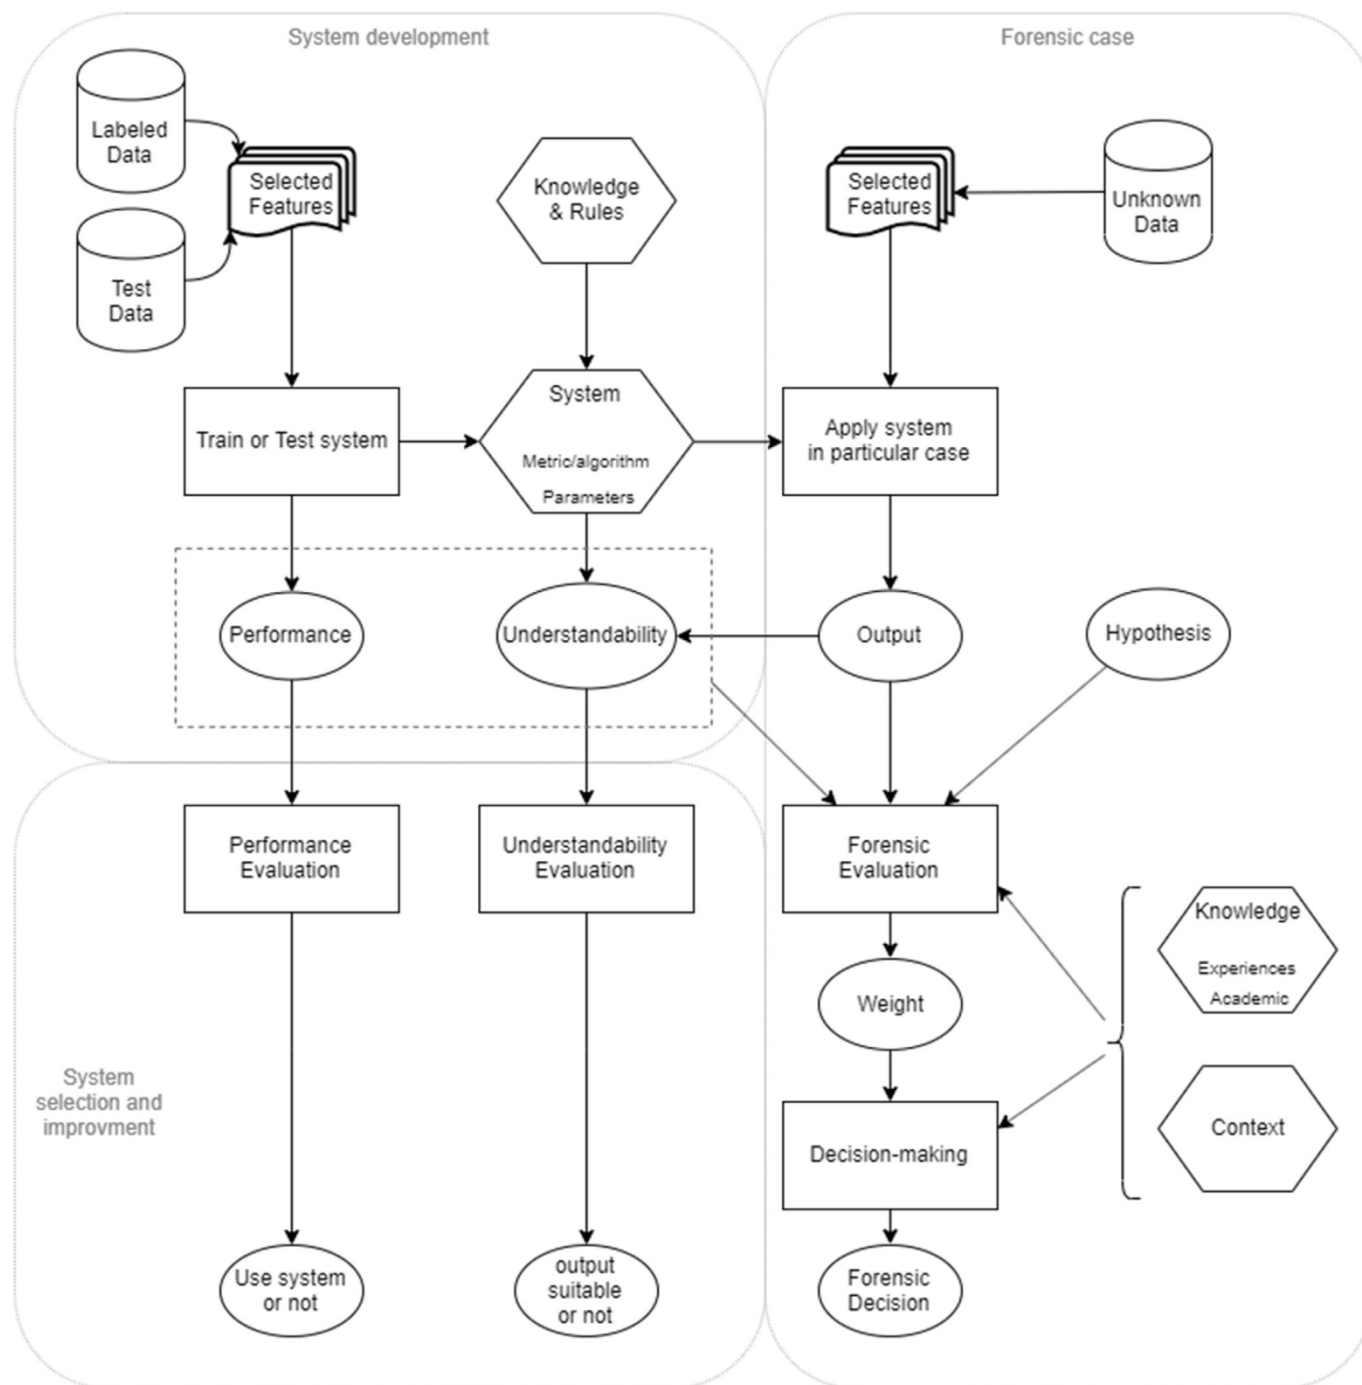 System development
Forensic case
Labeled
Data
Selected
Features
Test
Data
Knowledge
& Rules
Selected
Features
Unknown
Data
Train or Test system
System
Metric/algorithm
Parameters
Apply system
in particular case
Performance
Understandability
Output
Hypothesis
Performance
Evaluation
Understandability
Evaluation
Forensic
Evaluation
Knowledge
Experiences
Academic
Weight
System
selection and
improvment
Context
Decision-making
Use system
or not
output
suitable
or not
Forensic
Decision